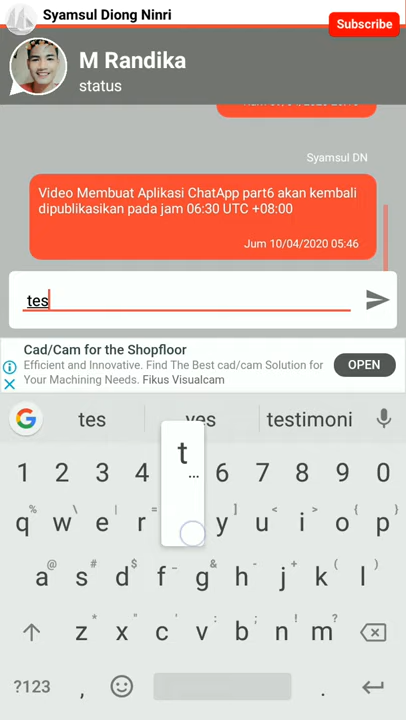 Syamsul Diong Ninri
Subscribe
M Randika
status
Syamsul DN
Video Membuat Aplikasi ChatApp part6 akan kembali
dipublikasikan pada jam 06:30 UTC +08:00
Jum 10/04/2020 05:46
tes
Cad/Cam for the Shopfloor
Efficient and Innovative. Find The Best cad/cam Solution for
Your Machining Needs. Fikus Visualcam
OPEN
G tes yes testimoni
t
...
1 2 3 4 6 7 8 9 0
% \ | = ] < > { }
q w e r y u i o p
@ # $ _ & - + ( )
a s d f g h j k l
* " ' : ; ! ?
z x c v b n m
?123 , .